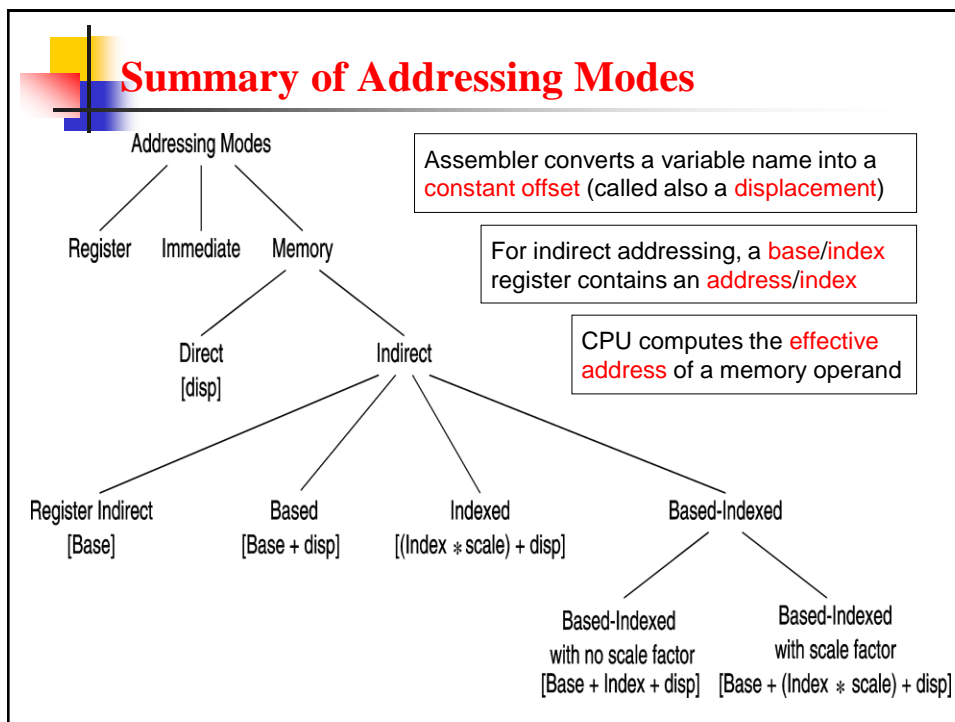 Summary of Addressing Modes
Addressing Modes
Assembler converts a variable name into a
constant offset (called also a displacement)
Register Immediate Memory
For indirect addressing, a base/index
register contains an address/index
CPU computes the effective
address of a memory operand
Direct
[disp]
Indirect
Register Indirect
[Base]
Based
[Base + disp]
Indexed
[(Index * scale) + disp]
Based-Indexed
Based-Indexed
with no scale factor
[Base + Index + disp]
Based-Indexed
with scale factor
[Base + (Index * scale) + disp]